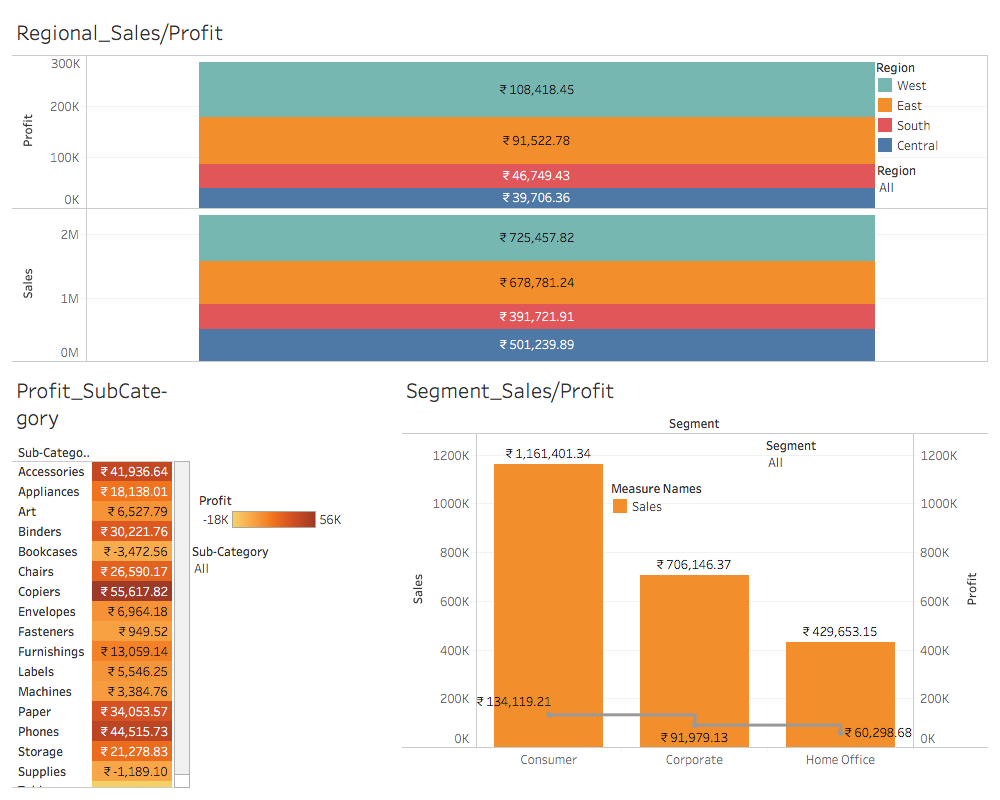 Regional_Sales/Profit
300K
200K
100K
0K
Profit
₹ 108,418.45
₹ 91,522.78
₹ 46,749.43
₹ 39,706.36
Region
West
East
South
Central
Region
All
2M
1M
0M
Sales
₹ 725,457.82
₹ 678,781.24
₹ 391,721.91
₹ 501,239.89
Profit_SubCate-
gory
Sub-Catego..
Accessories ₹ 41,936.64
Appliances ₹ 18,138.01
Art ₹ 6,527.79
Binders ₹ 30,221.76
Bookcases ₹ -3,472.56
Chairs ₹ 26,590.17
Copiers ₹ 55,617.82
Envelopes ₹ 6,964.18
Fasteners ₹ 949.52
Furnishings ₹ 13,059.14
Labels ₹ 5,546.25
Machines ₹ 3,384.76
Paper ₹ 34,053.57
Phones ₹ 44,515.73
Storage ₹ 21,278.83
Supplies ₹ -1,189.10
Profit
-18K 56K
Sub-Category
All
Segment_Sales/Profit
Segment
Segment
All
Measure Names
Sales
1200K
1000K
800K
600K
400K
200K
0K
Sales
₹ 1,161,401.34
₹ 706,146.37
₹ 429,653.15
₹ 134,119.21
₹ 91,979.13
₹ 60,298.68
1200K
1000K
800K
600K
400K
200K
0K
Profit
Consumer
Corporate
Home Office